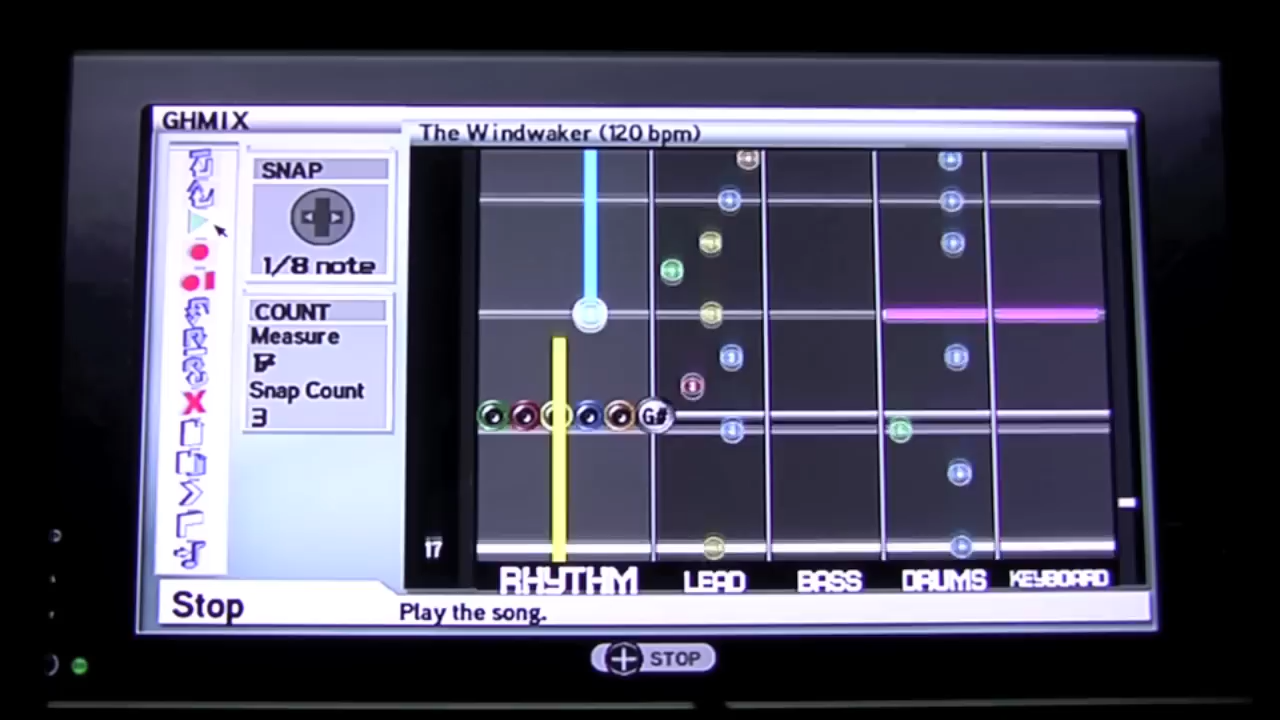 GHMIX
The Windwaker (120 bpm)
SNAP
1/8 note
COUNT
Measure
Snap Count
3
G#
17
RHYTHM LEAD BASS DRUMS KEYBOARD
Stop
Play the song.
STOP